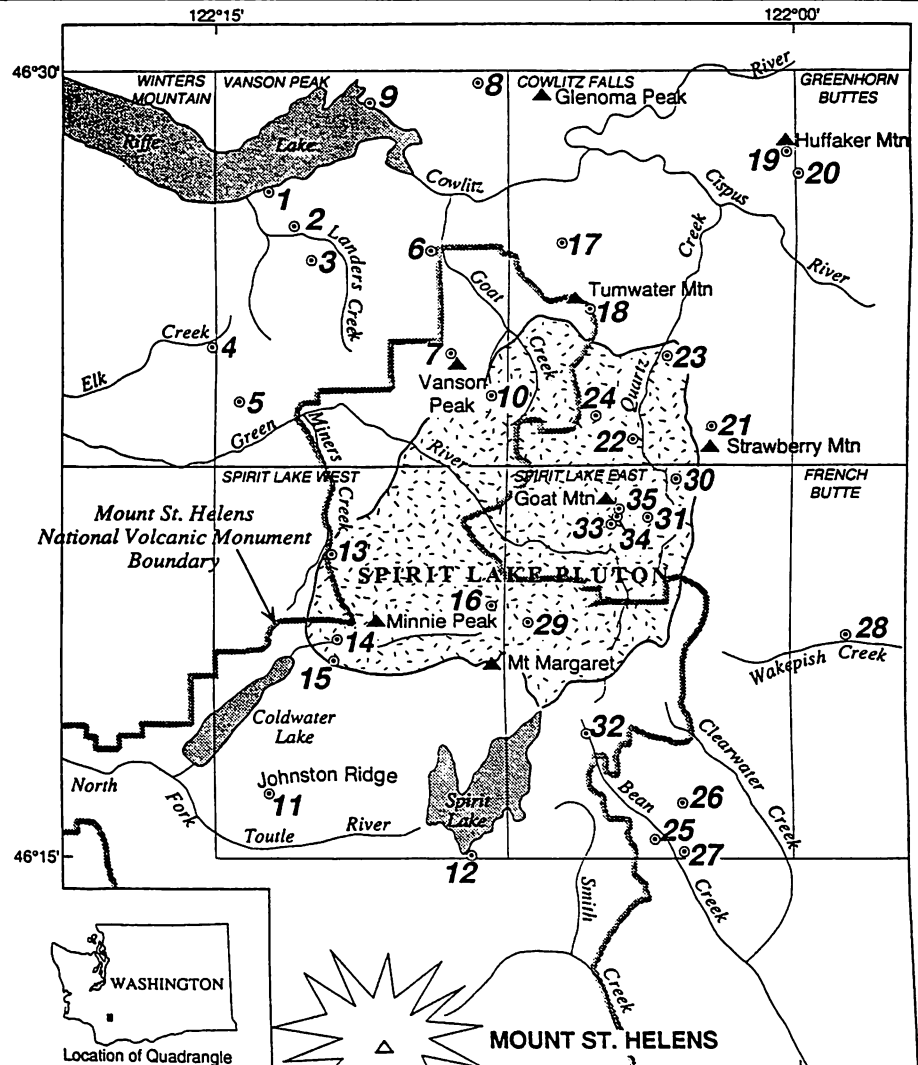 122°15'
122°00'
46°30'
WINTERS
MOUNTAIN
VANSON PEAK
COWLITZ FALLS
River
GREENHORN
BUTTES
8
Glenoma Peak
9
Riffe
Lake
Huffaker Mtn
19
20
Cowlitz
Cispus
River
1
2
Landers
Creek
3
6
17
Creek
Goat
Creek
Tumwater Mtn
18
Creek
4
Elk
7
Vanson
Peak
23
5
10
Quartz
24
21
Strawberry Mtn
22
Green
River
Miners
Creek
SPIRIT LAKE WEST
SPIRIT LAKE EAST
FRENCH
BUTTE
30
Goat Mtn
35
31
33
34
Mount St. Helens
National Volcanic Monument
Boundary
13
SPIRIT LAKE PLUTON
16
Minnie Peak
29
14
28
Wakepish Creek
15
Mt Margaret
Coldwater
Lake
32
Clearwater
Creek
North
Fork
Toutle
River
Johnston Ridge
11
Spirit
Lake
Bean
Creek
26
25
27
46°15'
12
Smith
Creek
WASHINGTON
Location of Quadrangle
MOUNT ST. HELENS